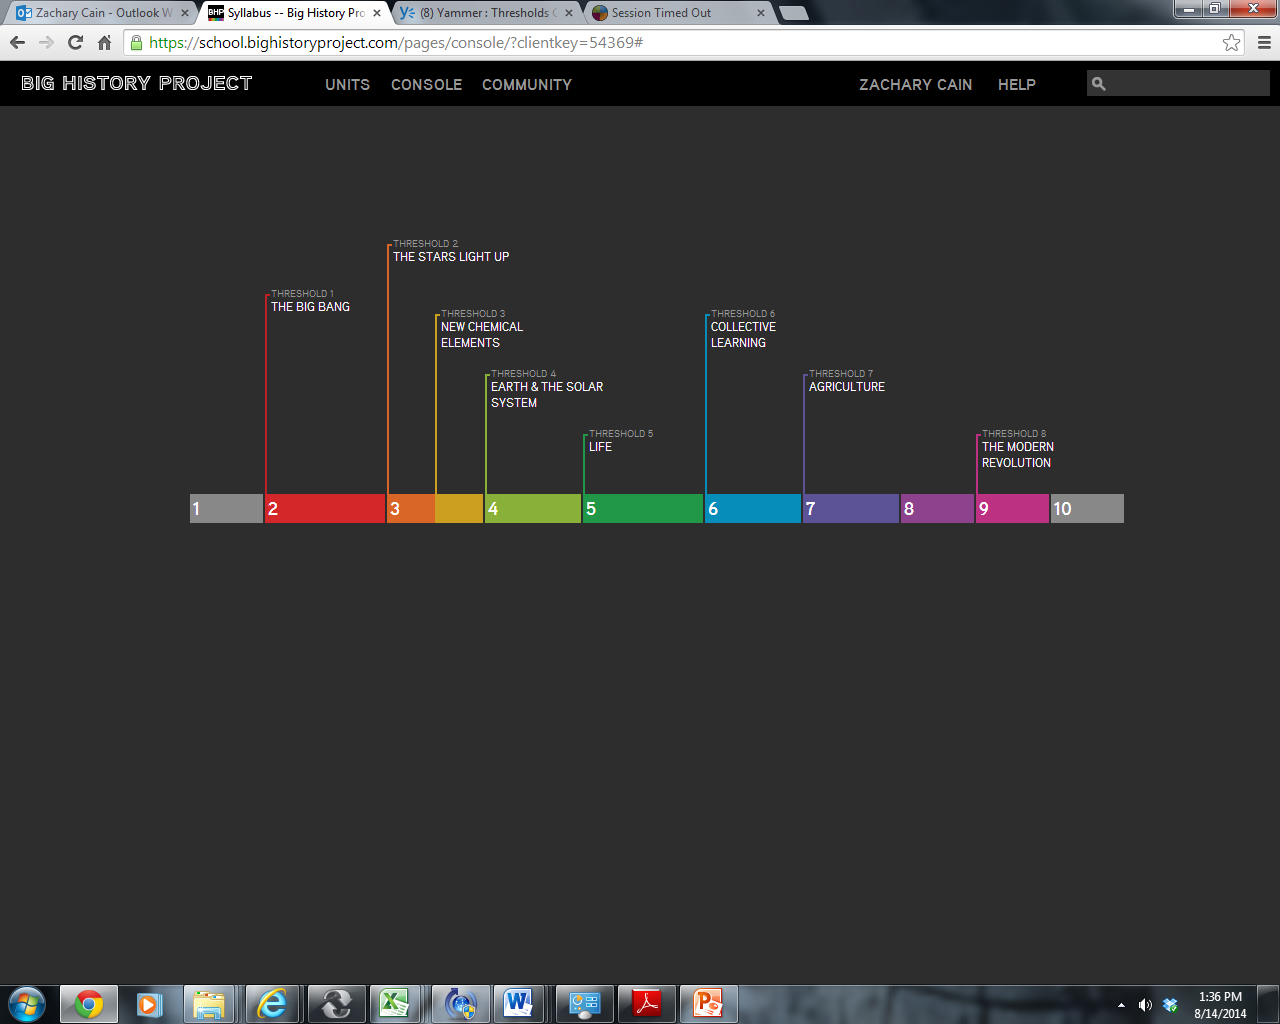 Zachary Cain - Outlook W
Syllabus -- Big History Pro
(8) Yammer : Thresholds
Session Timed Out
https://school.bighistoryproject.com/pages/console/?clientkey=54369#
BIG HISTORY PROJECT
UNITS
CONSOLE
COMMUNITY
ZACHARY CAIN
HELP
THRESHOLD 2
THE STARS LIGHT UP
THRESHOLD 1
THE BIG BANG
THRESHOLD 3
NEW CHEMICAL
ELEMENTS
THRESHOLD 6
COLLECTIVE
LEARNING
THRESHOLD 4
EARTH & THE SOLAR
SYSTEM
THRESHOLD 7
AGRICULTURE
THRESHOLD 5
LIFE
THRESHOLD 8
THE MODERN
REVOLUTION
1 2 3 4 5 6 7 8 9 10
1:36 PM
8/14/2014